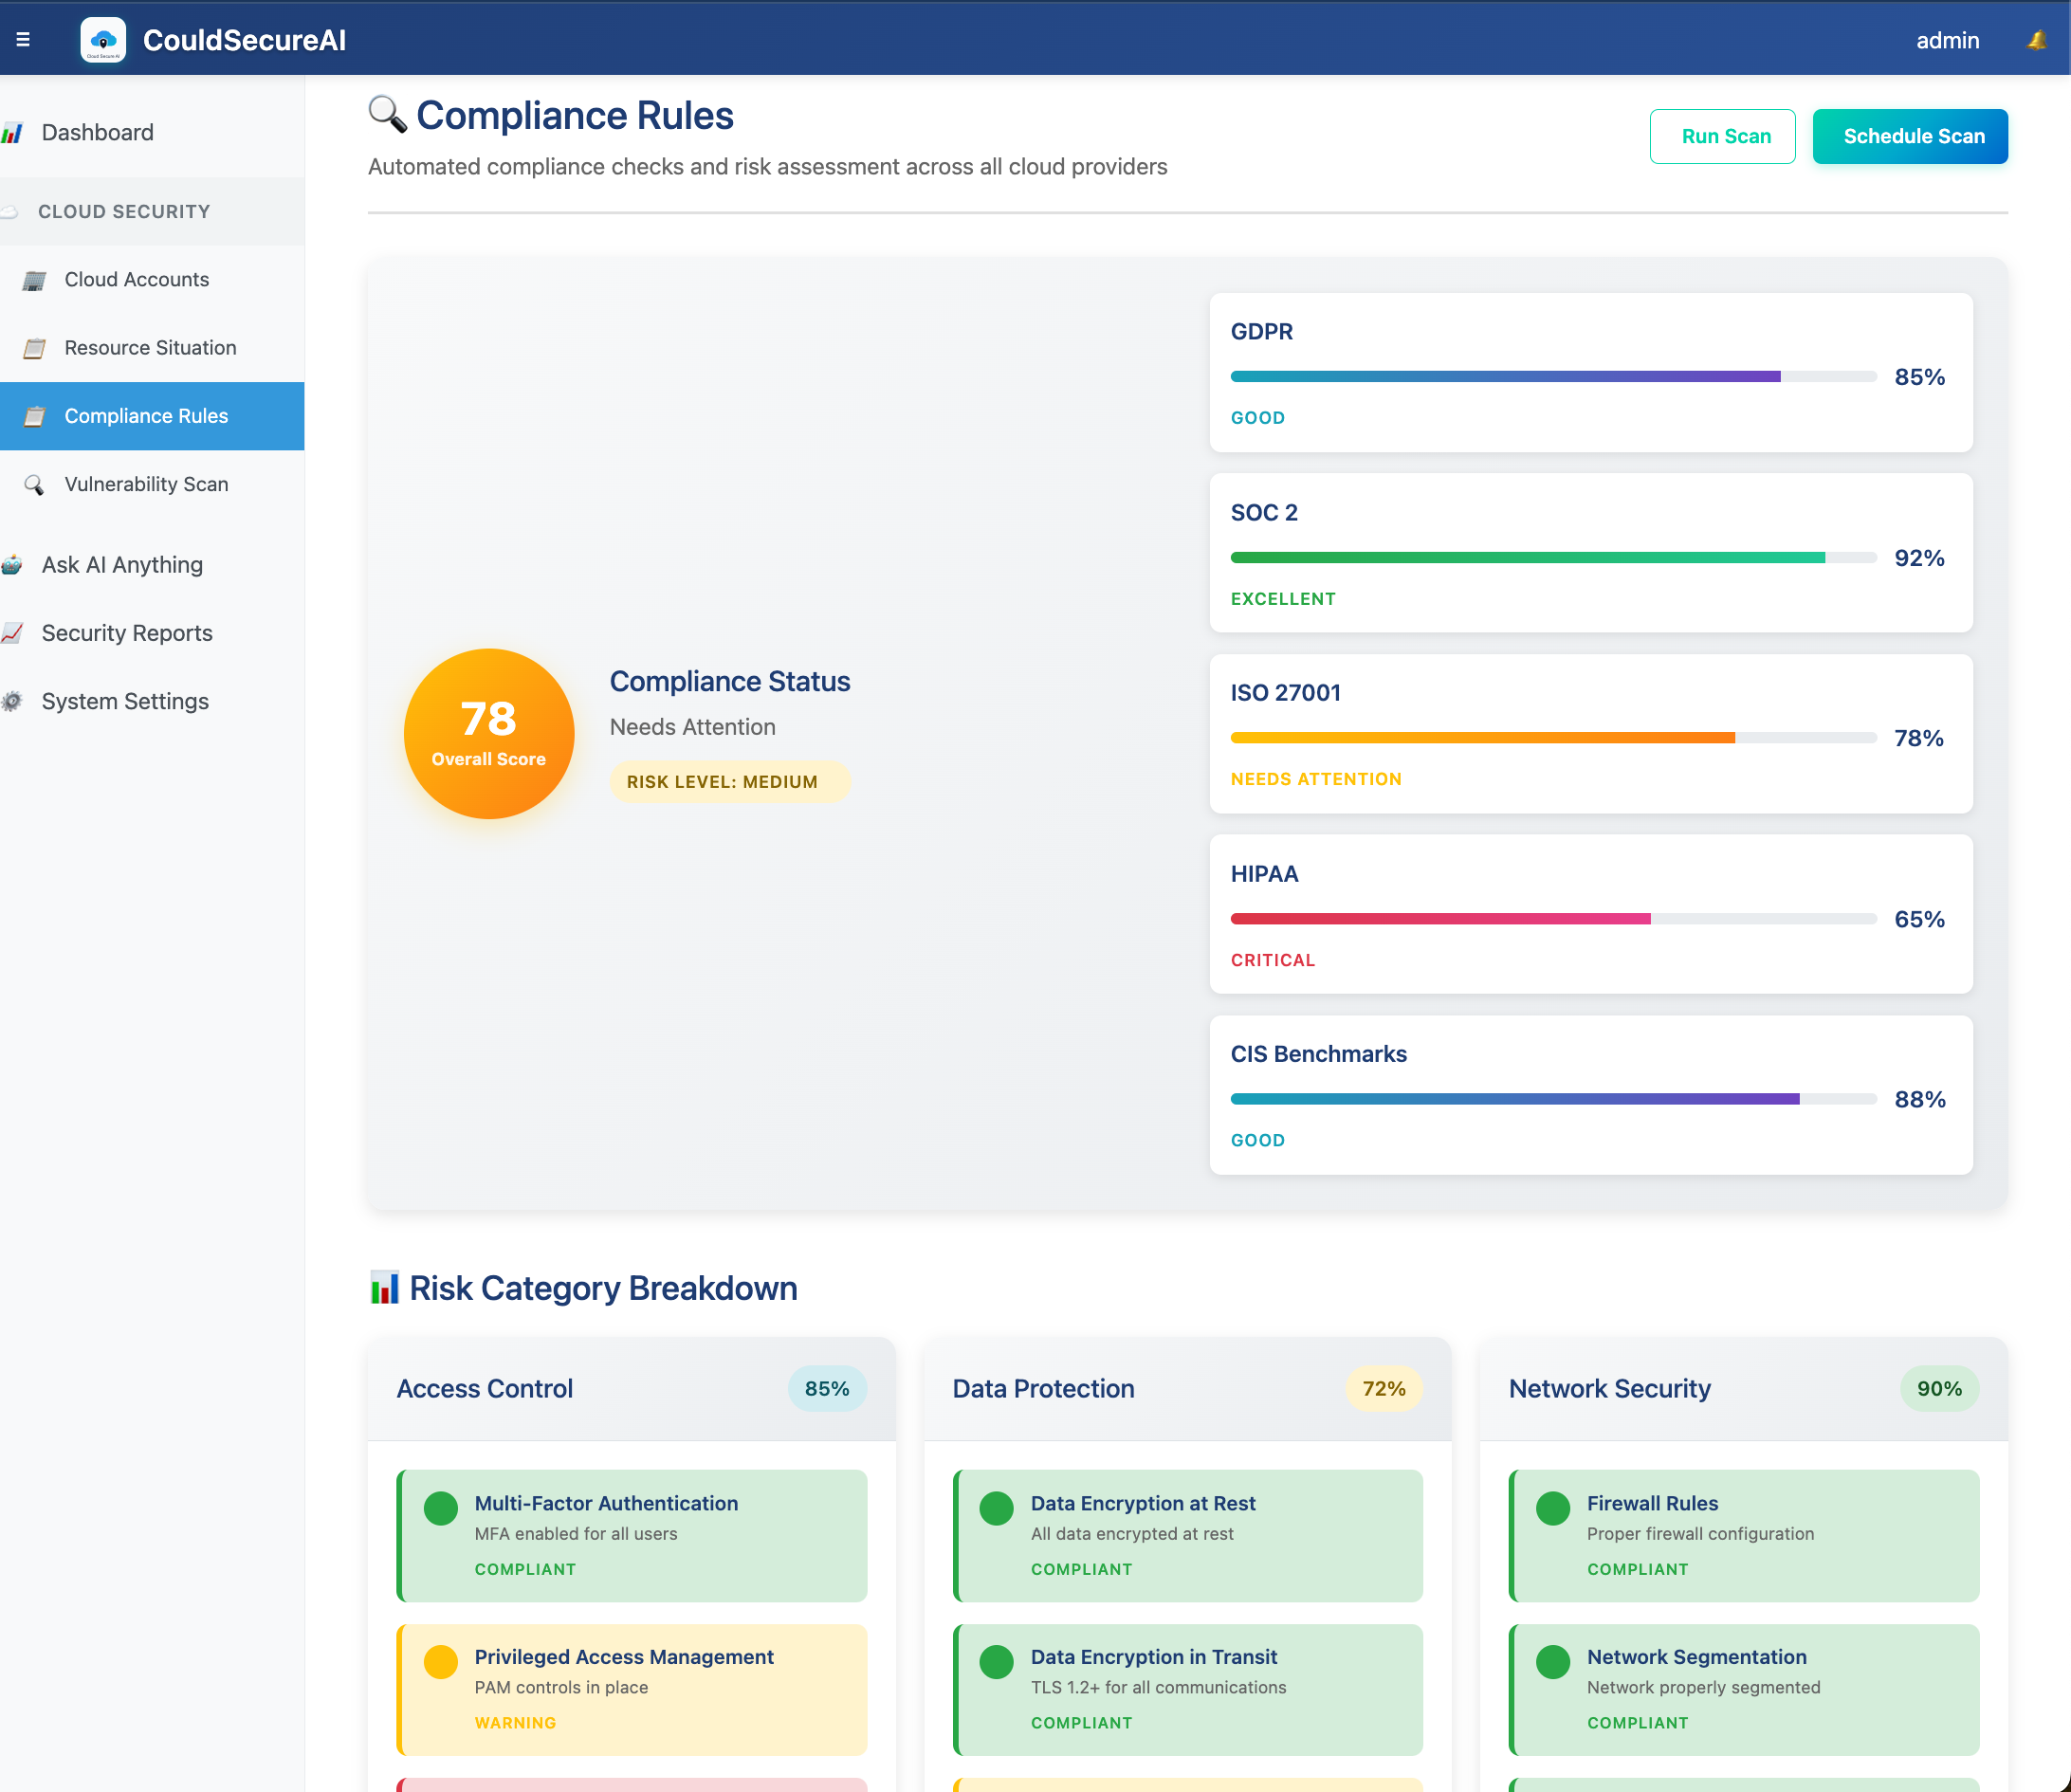 CouldSecureAI
admin
Dashboard
CLOUD SECURITY
Cloud Accounts
Resource Situation
Compliance Rules
Vulnerability Scan
Ask AI Anything
Security Reports
System Settings
Compliance Rules
Automated compliance checks and risk assessment across all cloud providers
Run Scan
Schedule Scan
78
Overall Score
Compliance Status
Needs Attention
RISK LEVEL: MEDIUM
GDPR
85%
GOOD
SOC 2
92%
EXCELLENT
ISO 27001
78%
NEEDS ATTENTION
HIPAA
65%
CRITICAL
CIS Benchmarks
88%
GOOD
Risk Category Breakdown
Access Control
85%
Multi-Factor Authentication
MFA enabled for all users
COMPLIANT
Privileged Access Management
PAM controls in place
WARNING
Data Protection
72%
Data Encryption at Rest
All data encrypted at rest
COMPLIANT
Data Encryption in Transit
TLS 1.2+ for all communications
COMPLIANT
Network Security
90%
Firewall Rules
Proper firewall configuration
COMPLIANT
Network Segmentation
Network properly segmented
COMPLIANT